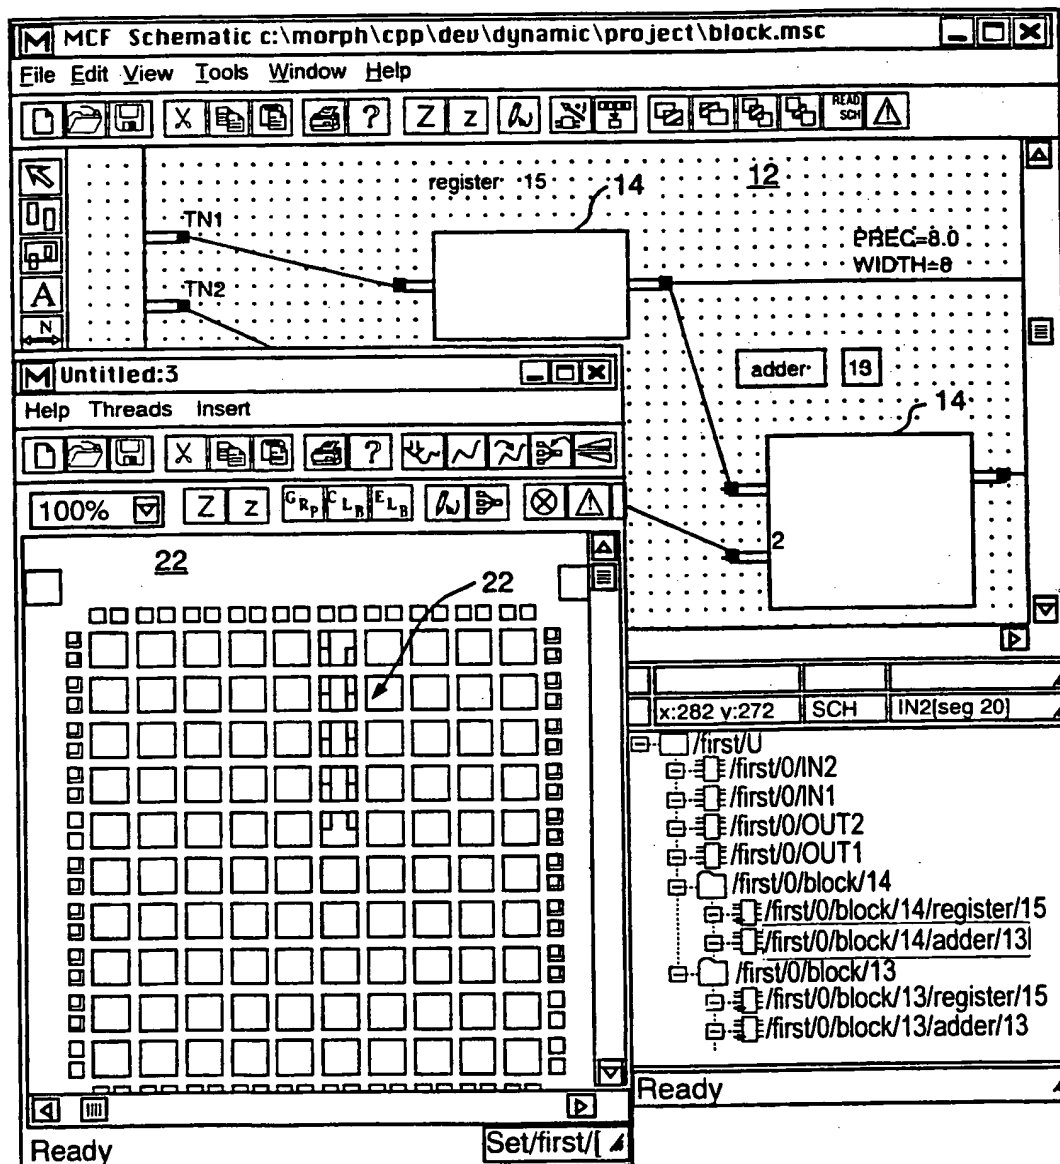 M MCF Schematic c:\morph\cpp\dev\dynamic\project\block.msc
File Edit View Tools Window Help
X ? Z z READ SCH
register 15
14
12
TN1
PREC=8.0
WIDTH=8
TN2
A
N
adder 13
14
2
M Untitled:3
Help Threads Insert
X ?
100% Z z GRP CLB ELB
22
22
x:282 y:272 SCH IN2[seg 20]
/first/U
/first/0/IN2
/first/0/IN1
/first/0/OUT2
/first/0/OUT1
/first/0/block/14
/first/0/block/14/register/15
/first/0/block/14/adder/13
/first/0/block/13
/first/0/block/13/register/15
/first/0/block/13/adder/13
Ready
Ready
Set/first/[